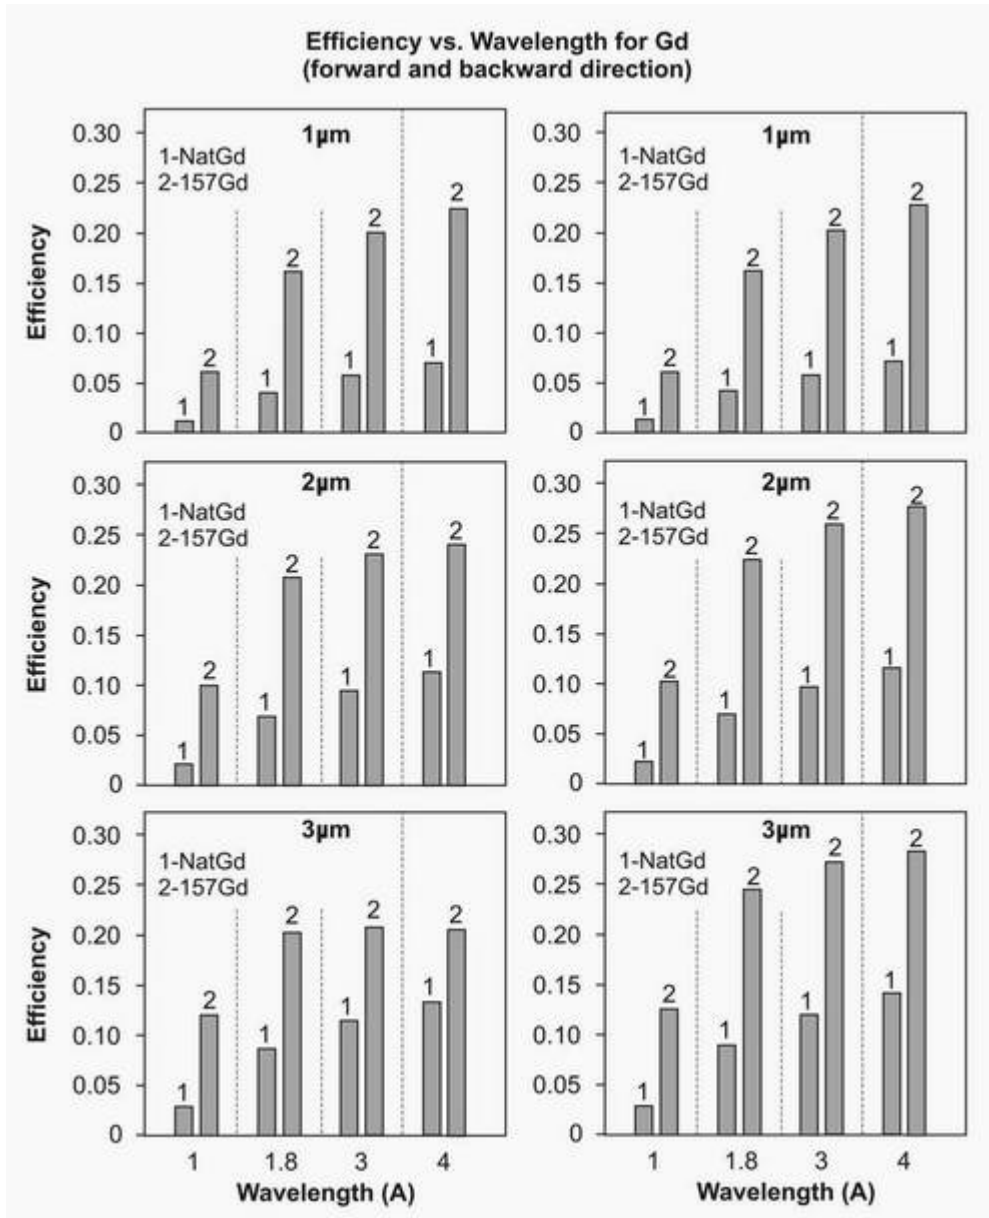 Efficiency vs. Wavelength for Gd
(forward and backward direction)
1µm
1-NatGd
2-157Gd
Efficiency
0.30
0.25
0.20
0.15
0.10
0.05
0
1 2 1 2 1 2 1 2
1µm
1-NatGd
2-157Gd
0.30
0.25
0.20
0.15
0.10
0.05
0
1 2 1 2 1 2 1 2
2µm
1-NatGd
2-157Gd
Efficiency
0.30
0.25
0.20
0.15
0.10
0.05
0
1 2 1 2 1 2 1 2
2µm
1-NatGd
2-157Gd
0.30
0.25
0.20
0.15
0.10
0.05
0
1 2 1 2 1 2 1 2
3µm
1-NatGd
2-157Gd
Efficiency
0.30
0.25
0.20
0.15
0.10
0.05
0
1 2 1 2 1 2 1 2
1 1.8 3 4
Wavelength (A)
3µm
1-NatGd
2-157Gd
0.30
0.25
0.20
0.15
0.10
0.05
0
1 2 1 2 1 2 1 2
1 1.8 3 4
Wavelength (A)